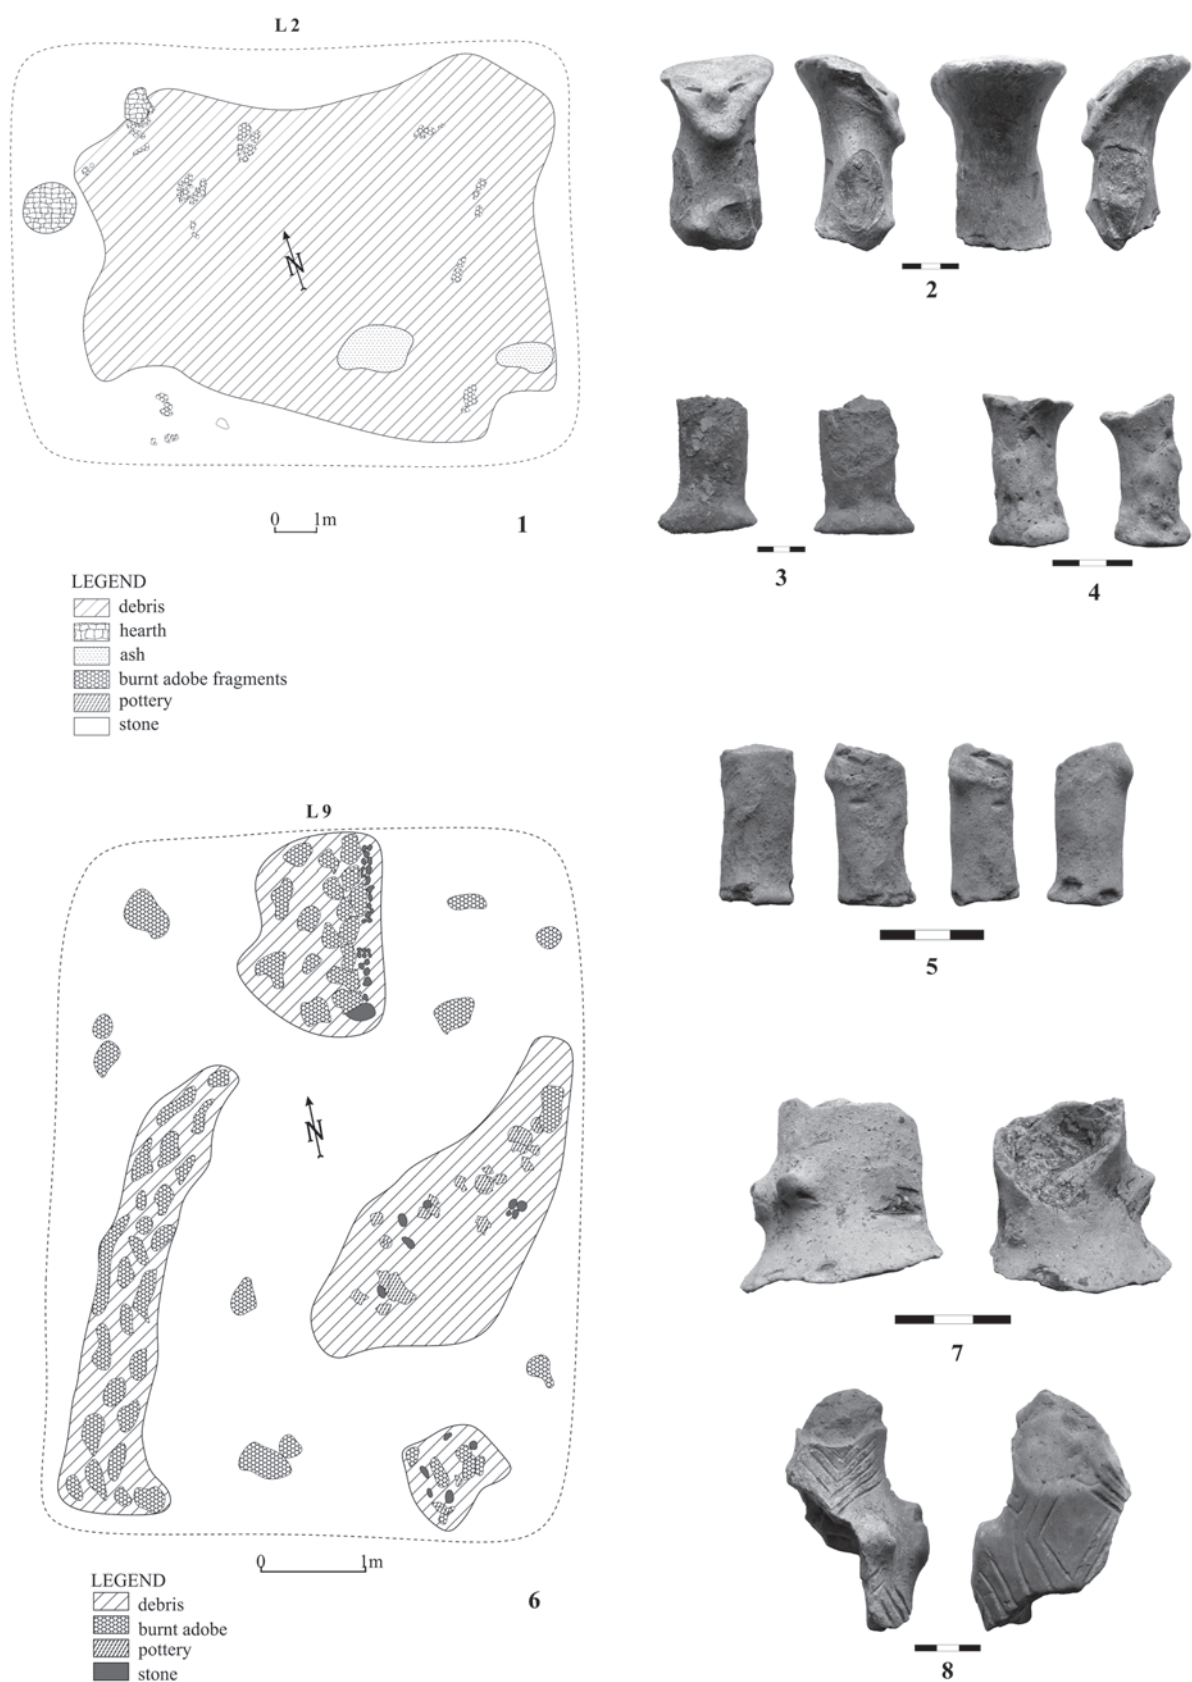 L 2
N
0 1m
1
LEGEND
debris
hearth
ash
burnt adobe fragments
pottery
stone
2
3
4
5
L 9
N
0 1m
6
LEGEND
debris
burnt adobe
pottery
stone
7
8